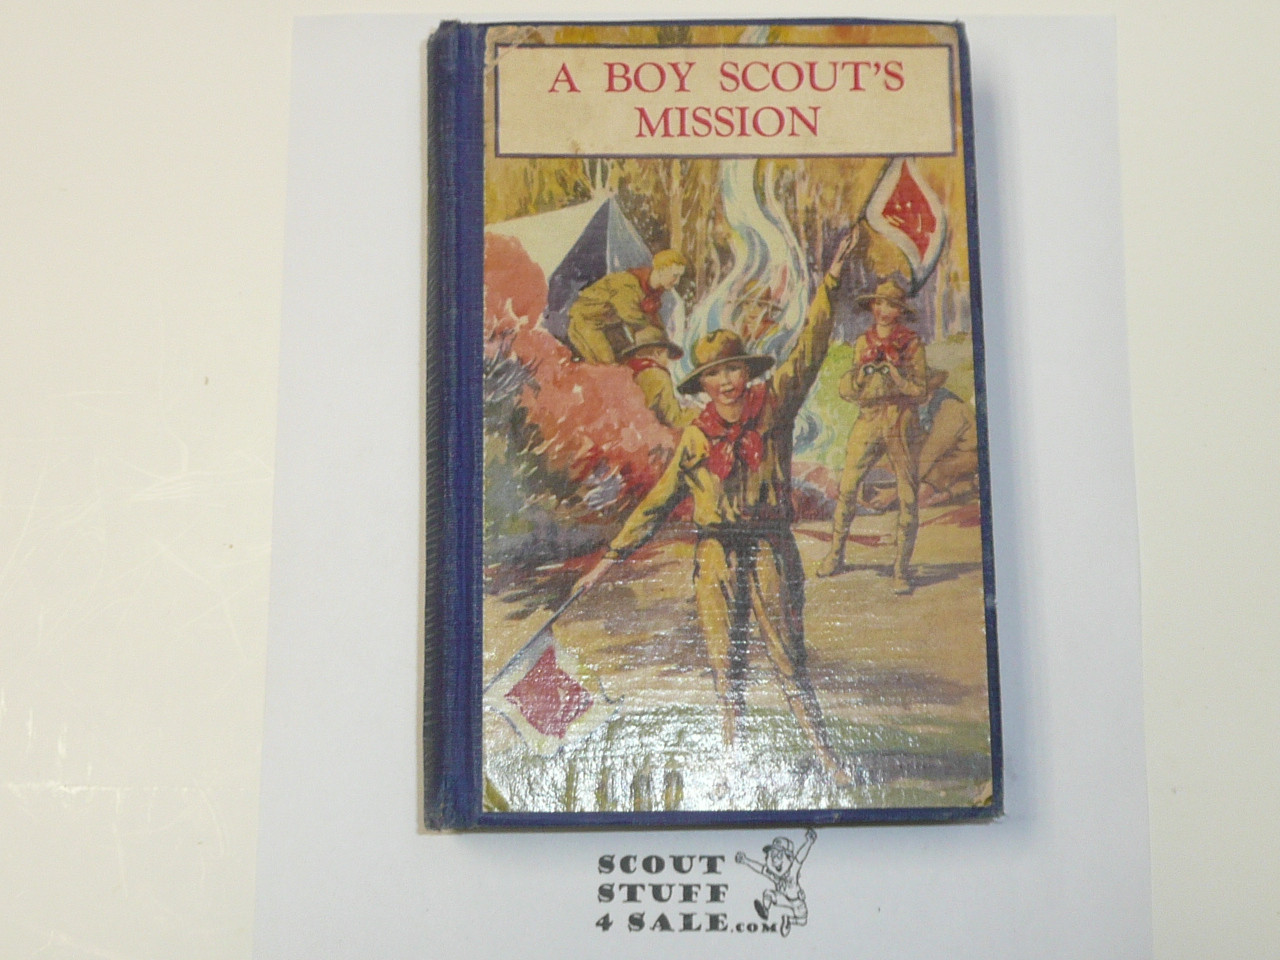 A BOY SCOUT'S
MISSION
SCOUT
STUFF
4 SALE.COM